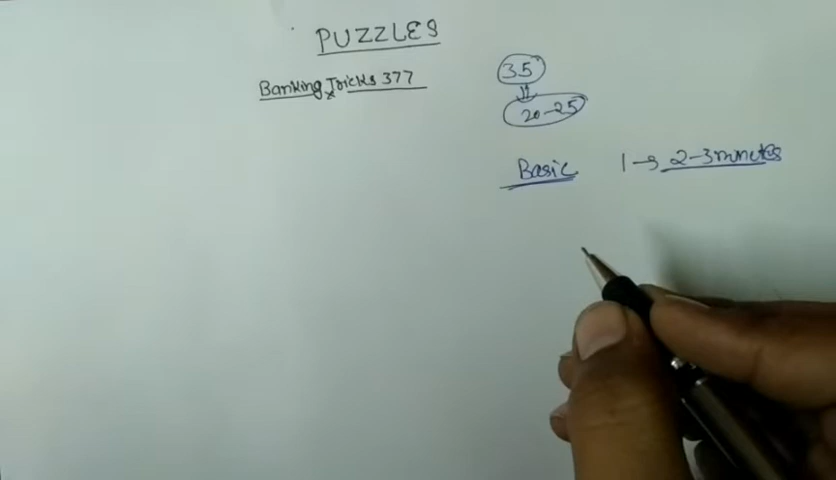 PUZZLES
Banking Tricks 377
35
20-25
Basic 1 → 2-3 minutes